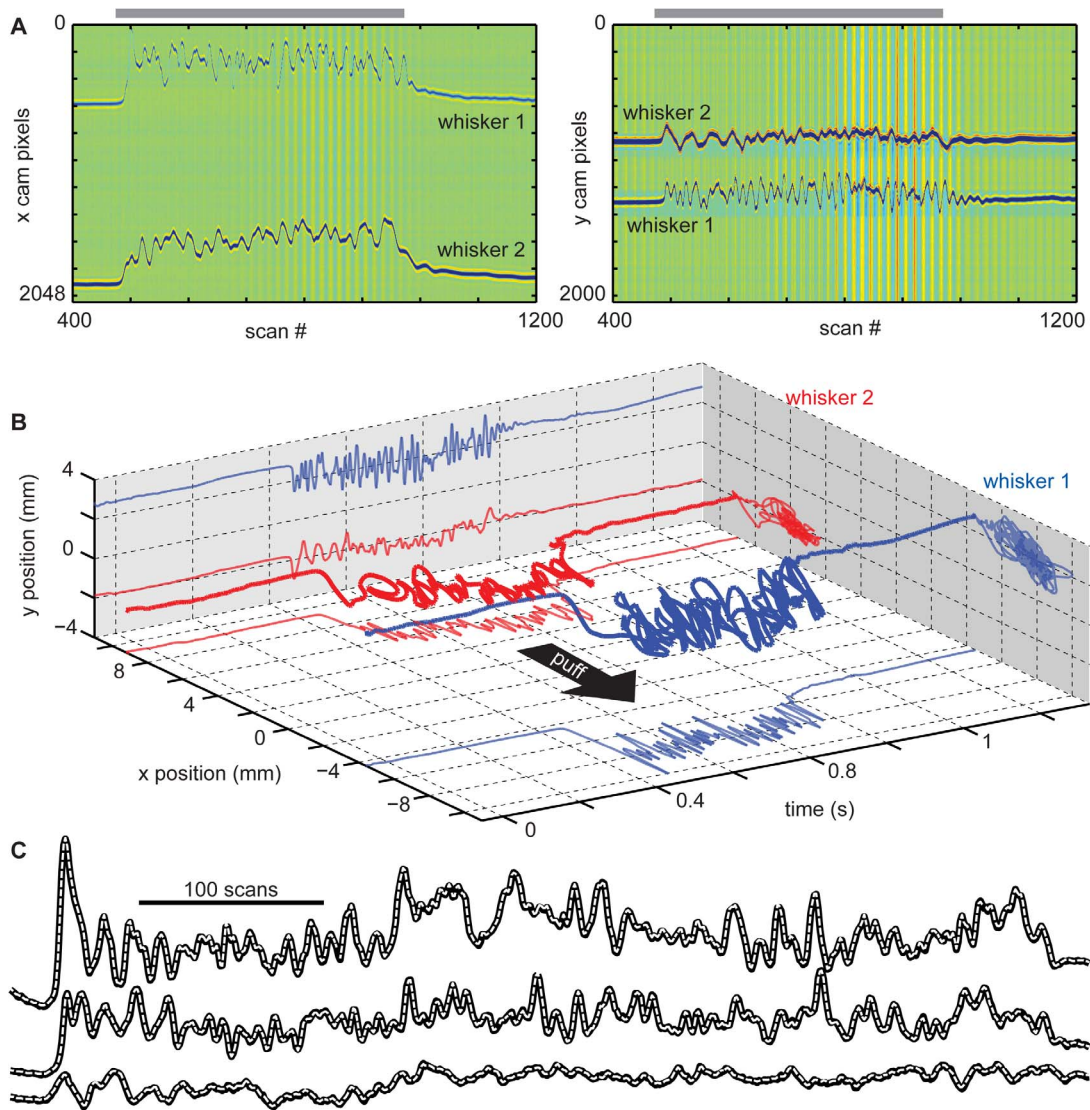 A
0
x cam pixels
2048
400
scan #
1200
whisker 1
whisker 2
0
y cam pixels
2000
400
scan #
1200
whisker 2
whisker 1
B
whisker 2
whisker 1
4
0
−4
y position (mm)
8
4
0
−4
−8
x position (mm)
puff
0
0.4
0.8
1
time (s)
C
100 scans